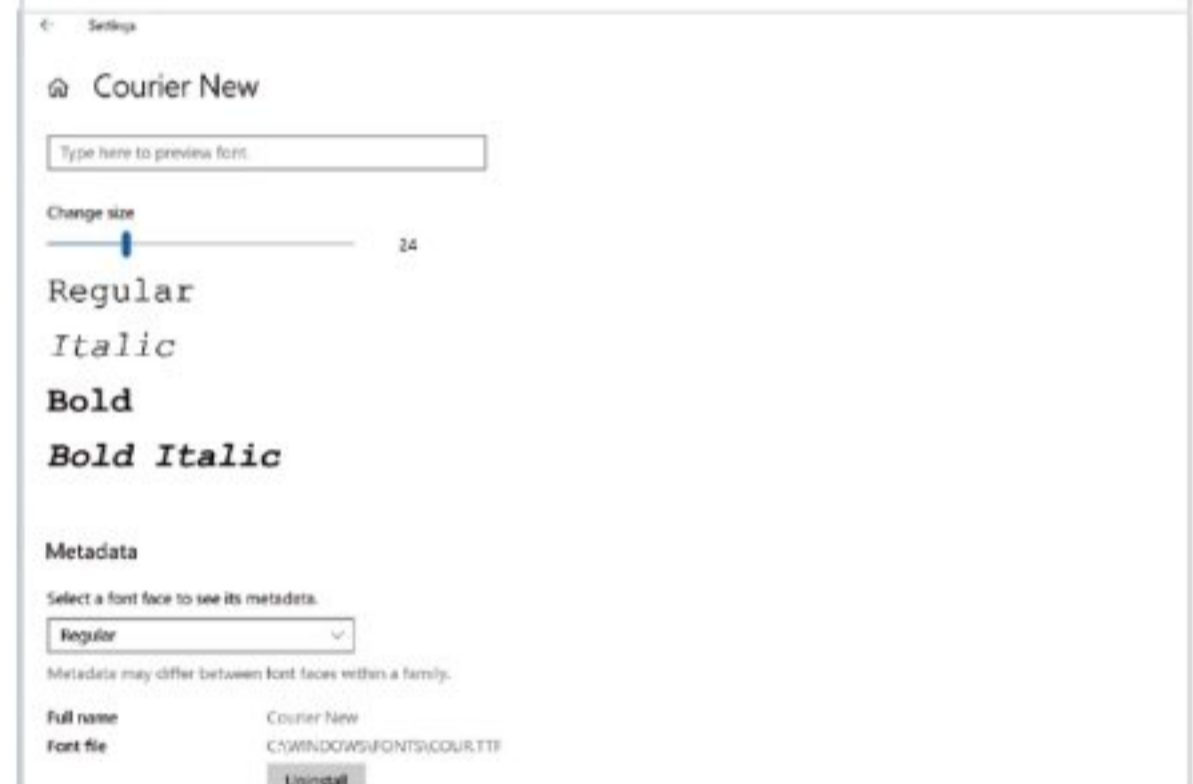 Settings
Courier New
Type here to preview font.
Change size
24
Regular
Italic
Bold
Bold Italic
Metadata
Select a font face to see its metadata.
Regular
Metadata may differ between font faces within a family.
Full name Courier New
Font file C:\WINDOWS\FONTS\COUR.TTF
Uninstall